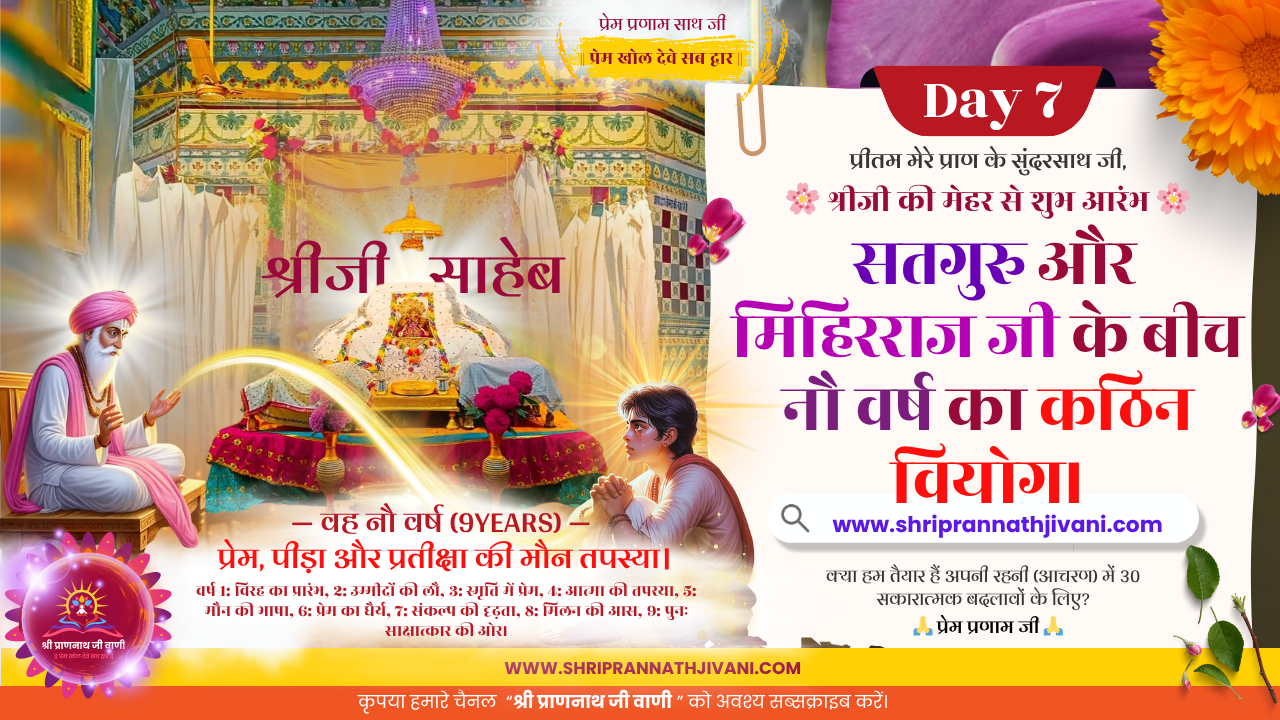 प्रेम प्रणाम साथ जी
॥ प्रेम खोल देवे सब द्वार ॥
श्रीजी साहेब
— वह नौ वर्ष (9YEARS) —
प्रेम, पीड़ा और प्रतीक्षा की मौन तपस्या।
वर्ष 1: विरह का प्रारंभ, 2: उम्मीदों की लौ, 3: स्मृति में प्रेम, 4: आत्मा की तपस्या, 5:
मौन की भाषा, 6: प्रेम का धैर्य, 7: संकल्प की दृढ़ता, 8: मिलन की आस, 9: पुनः
साक्षात्कार की ओर।
Day 7
प्रीतम मेरे प्राण के सुंदरसाथ जी,
🌸 श्रीजी की मेहर से शुभ आरंभ 🌸
सतगुरु और
मिहिरराज जी के बीच
नौ वर्ष का कठिन
वियोग।
www.shriprannathjivani.com
क्या हम तैयार हैं अपनी रहनी (आचरण) में 30
सकारात्मक बदलावों के लिए?
🙏 प्रेम प्रणाम जी 🙏
श्री प्राणनाथ जी वाणी
॥ प्रेम खोल देवे सब द्वार ॥
WWW.SHRIPRANNATHJIVANI.COM
कृपया हमारे चैनल “श्री प्राणनाथ जी वाणी ” को अवश्य सब्सक्राइब करें।